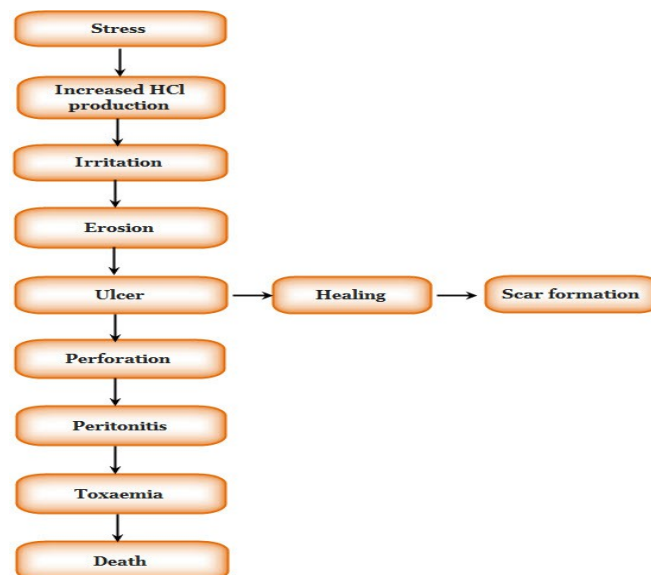 Stress
Increased HCl
production
Irritation
Erosion
Ulcer
Healing
Scar formation
Perforation
Peritonitis
Toxaemia
Death